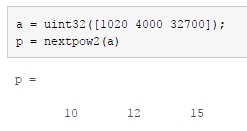 a = uint32([1020 4000 32700]);
p = nextpow2(a)
p =
10 12 15